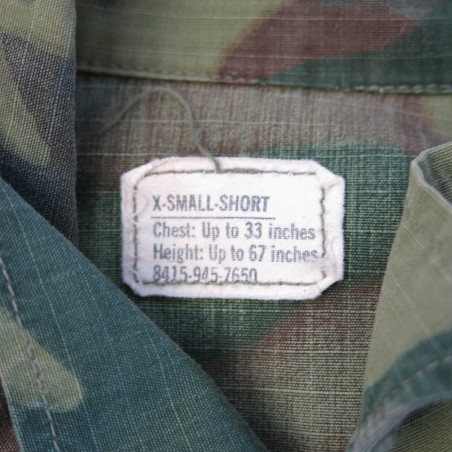 X-SMALL-SHORT
Chest: Up to 33 inches
Height: Up to 67 inches
8415-945-7650